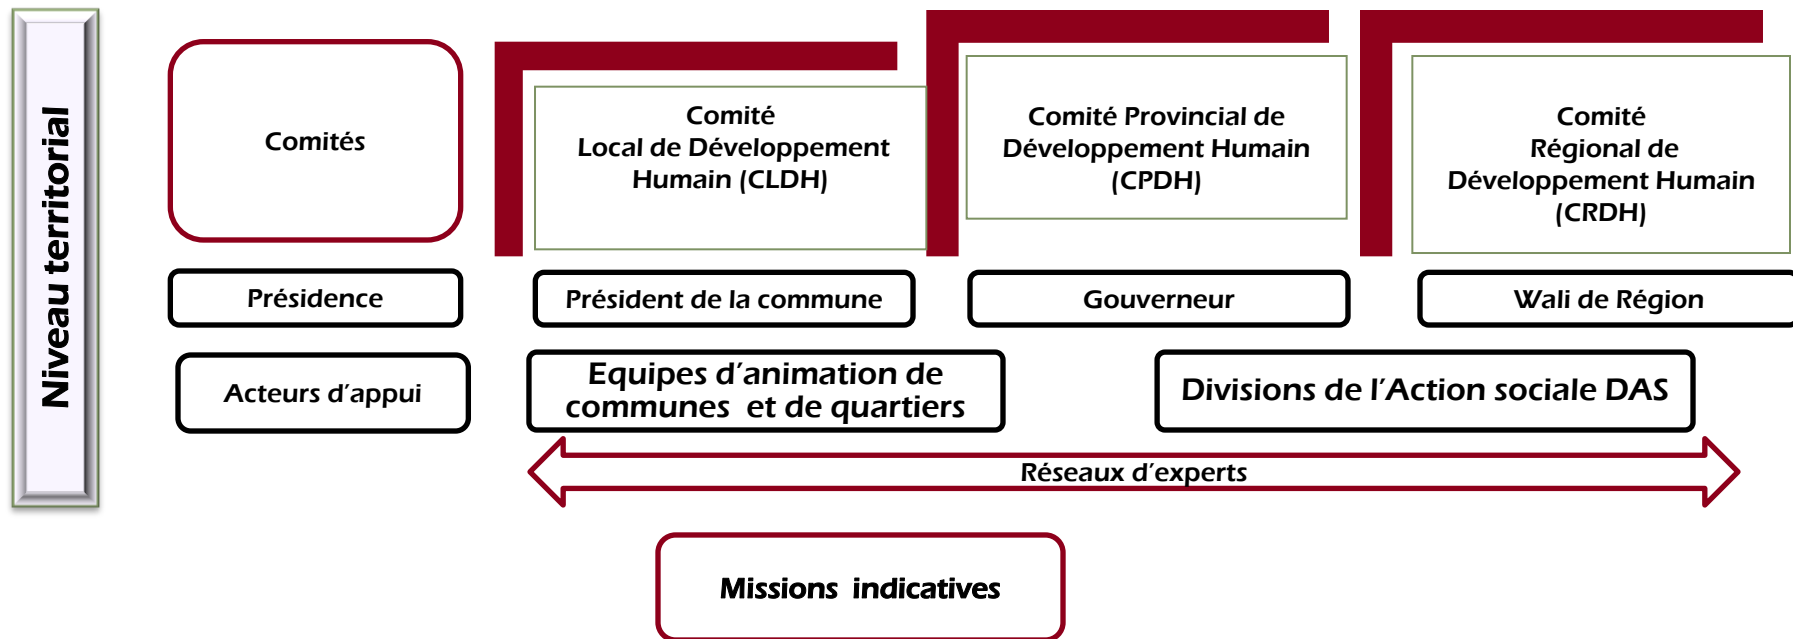 Niveau territorial
Comités
Comité
Local de Développement
Humain (CLDH)
Comité Provincial de
Développement Humain
(CPDH)
Comité
Régional de
Développement Humain
(CRDH)
Présidence
Président de la commune
Gouverneur
Wali de Région
Acteurs d'appui
Equipes d'animation de
communes et de quartiers
Divisions de l'Action sociale DAS
Réseaux d'experts
Missions indicatives